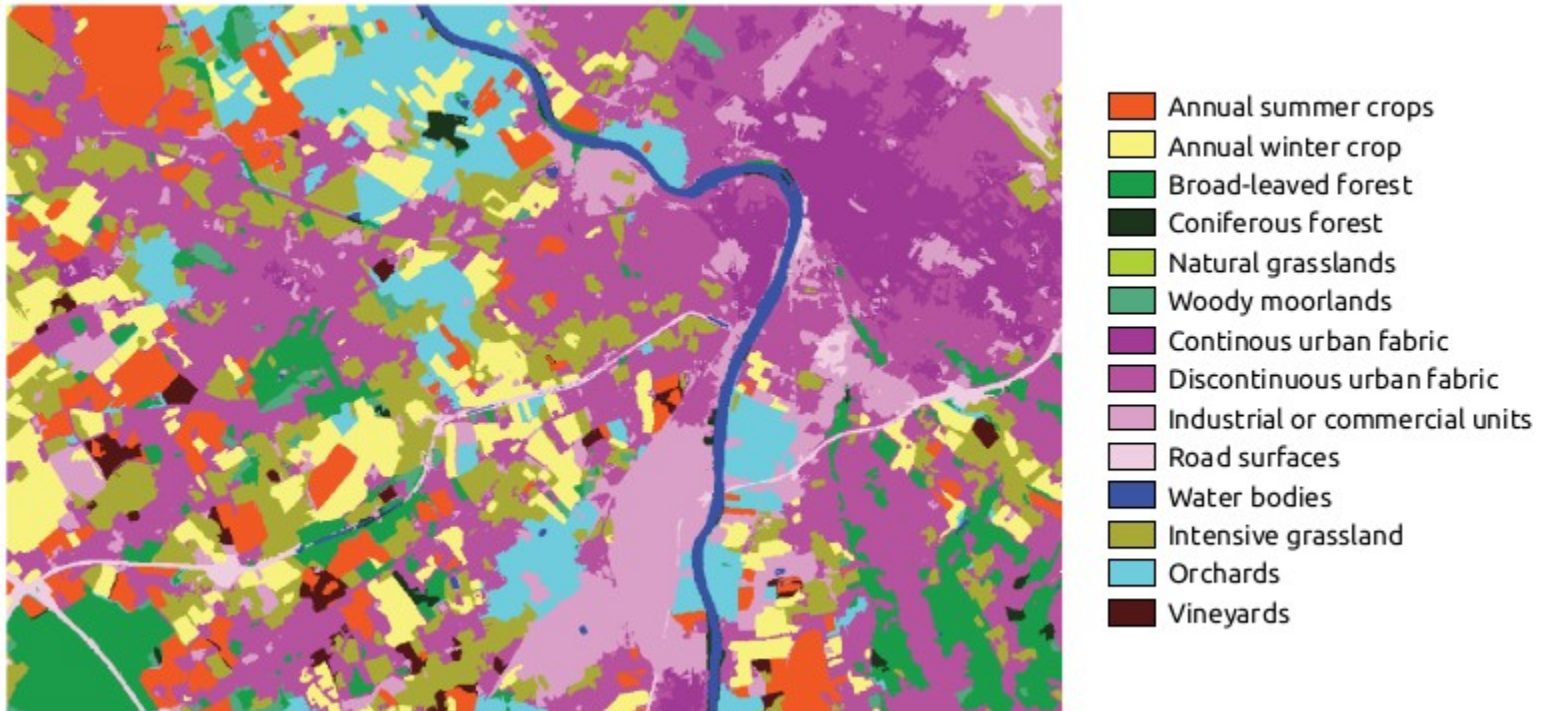 Annual summer crops
Annual winter crop
Broad-leaved forest
Coniferous forest
Natural grasslands
Woody moorlands
Continous urban fabric
Discontinuous urban fabric
Industrial or commercial units
Road surfaces
Water bodies
Intensive grassland
Orchards
Vineyards